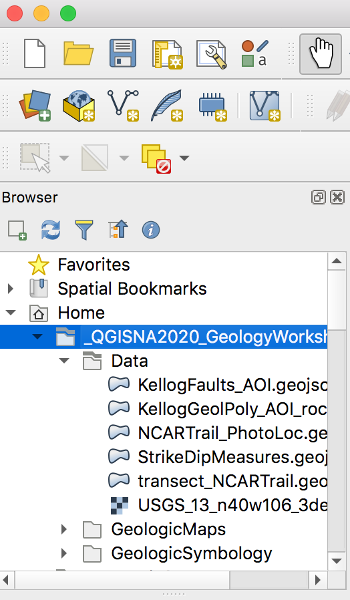 a
Browser
Favorites
Spatial Bookmarks
Home
_QGISNA2020_GeologyWorksh
Data
KellogFaults_AOI.geojso
KellogGeolPoly_AOI_roc
NCARTrail_PhotoLoc.ge
StrikeDipMeasures.geoj
transect_NCARTrail.geo
USGS_13_n40w106_3de
GeologicMaps
GeologicSymbology